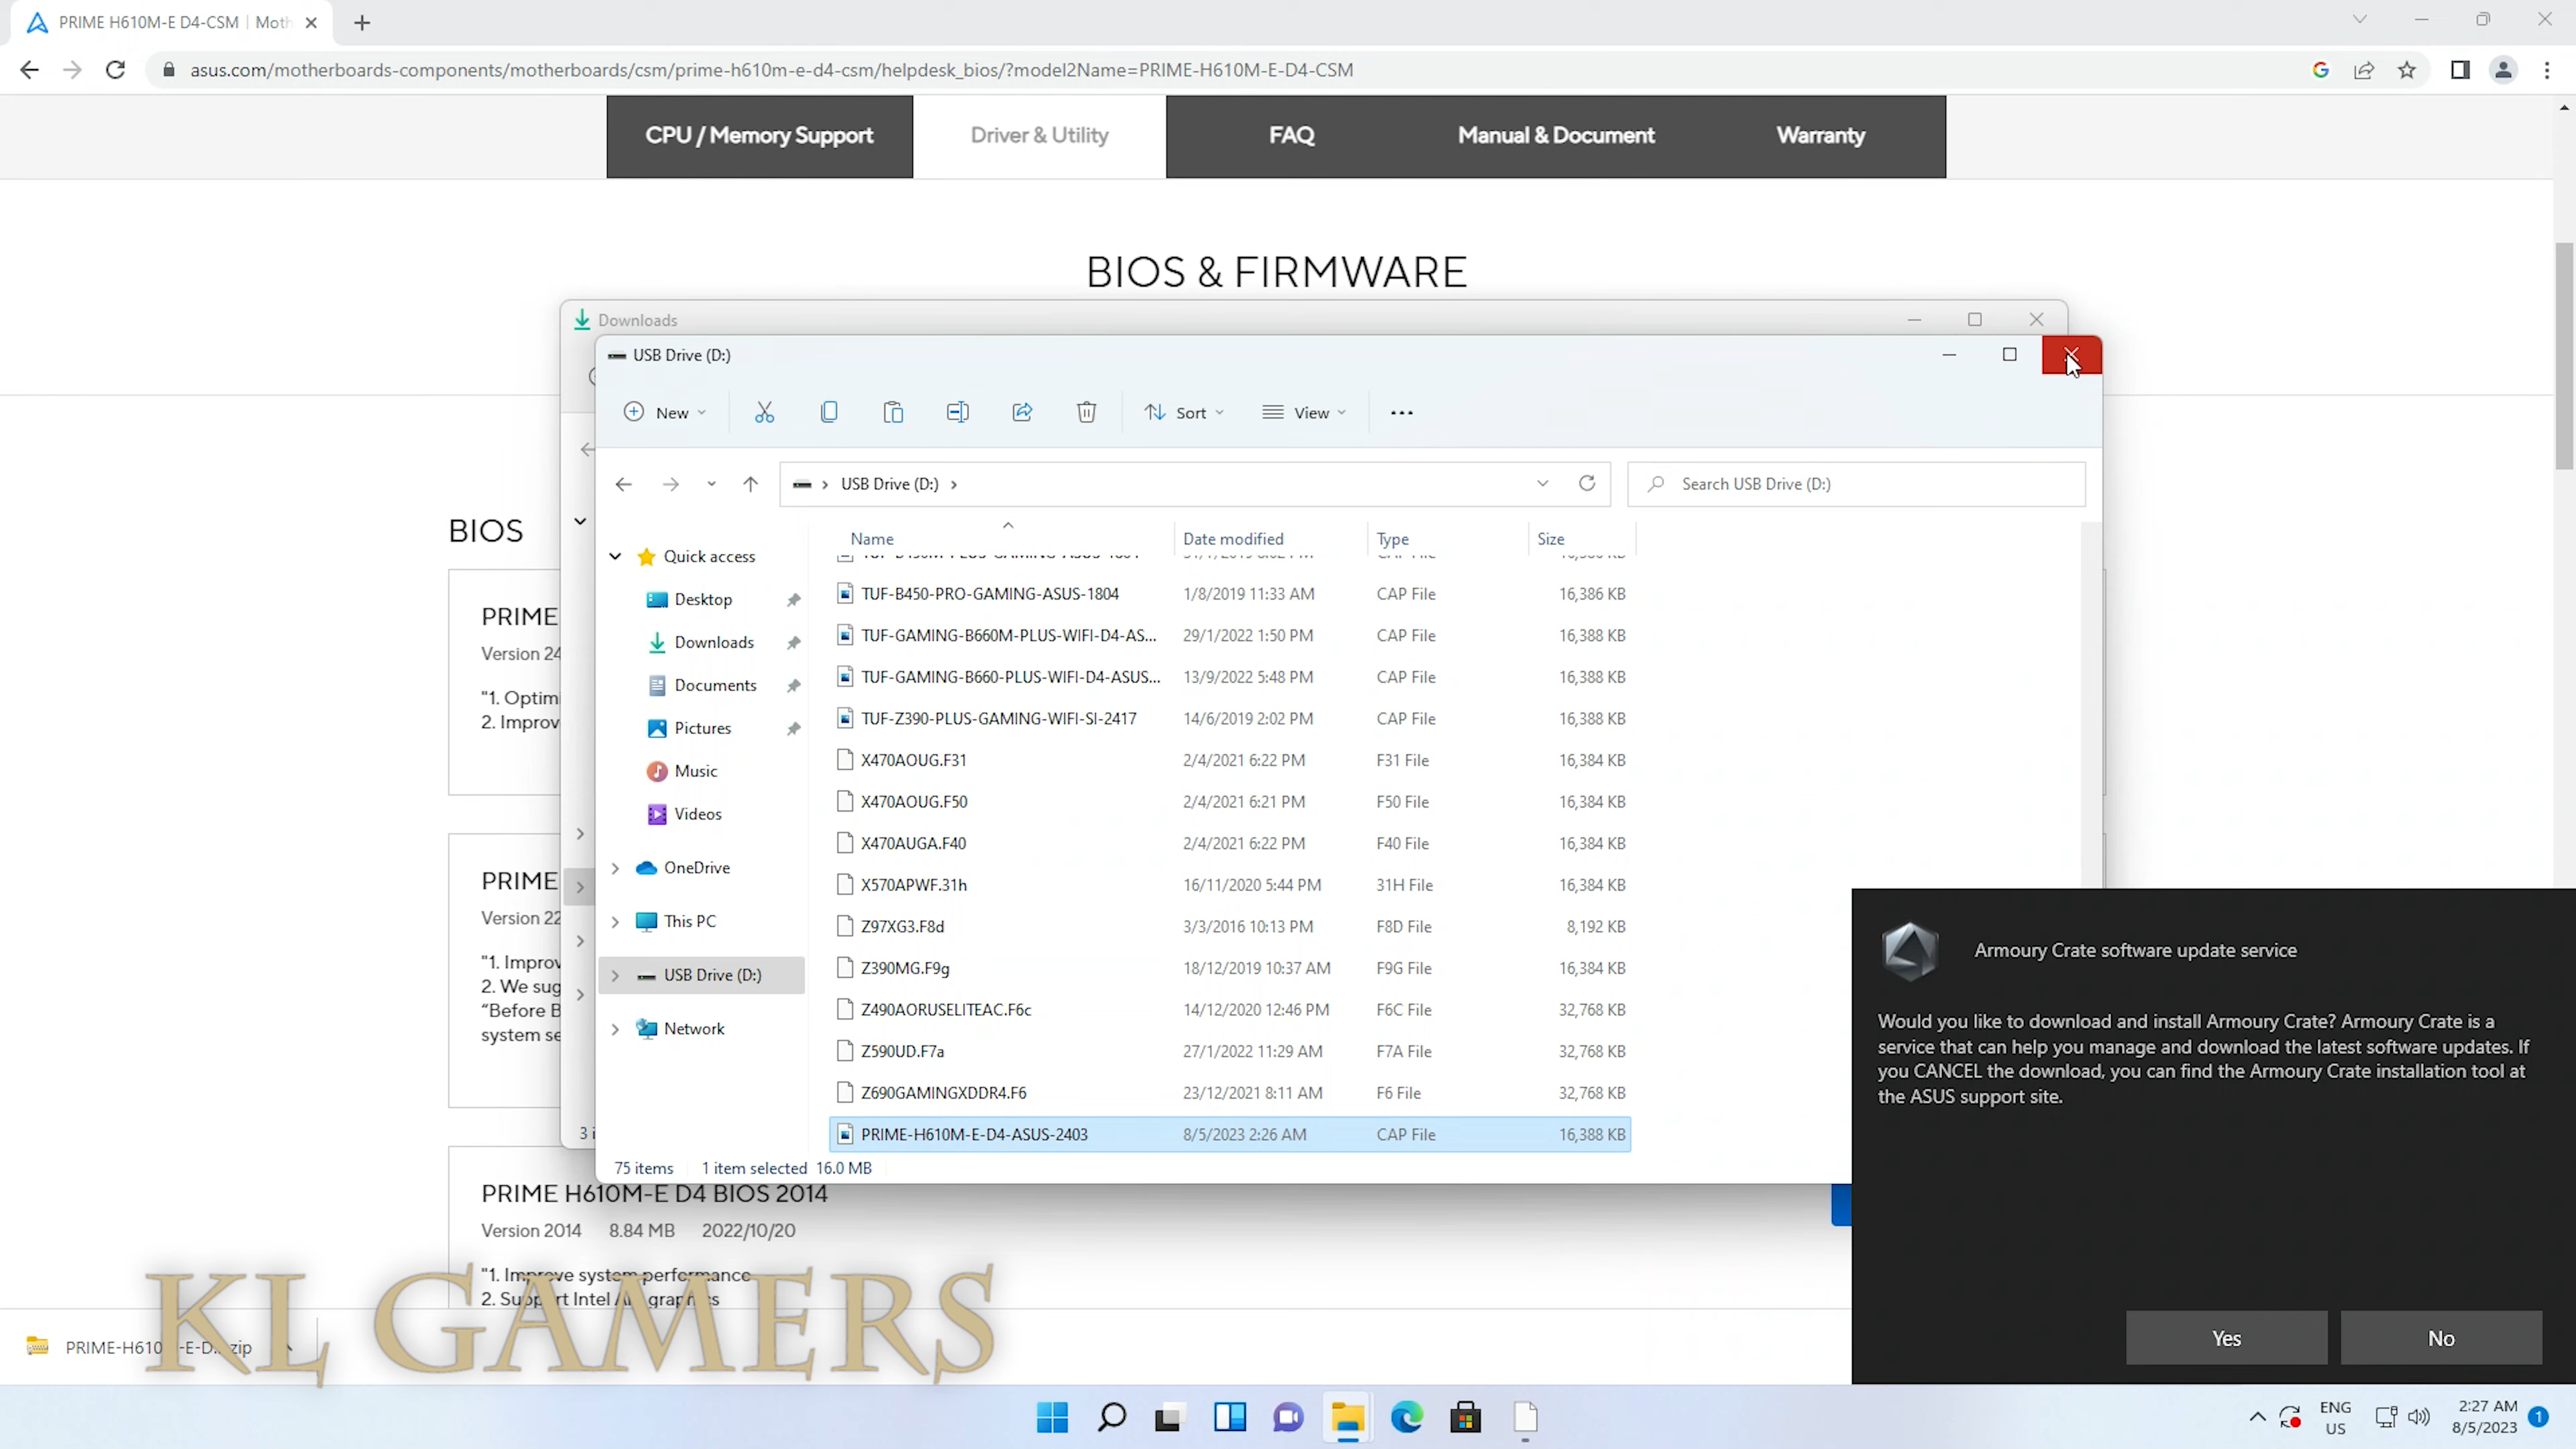 PRIME H610M-E D4-CSM | Moth
asus.com/motherboards-components/motherboards/csm/prime-h610m-e-d4-csm/helpdesk_bios/?model2Name=PRIME-H610M-E-D4-CSM
CPU / Memory Support
Driver & Utility
FAQ
Manual & Document
Warranty
BIOS & FIRMWARE
Downloads
USB Drive (D:)
New
Sort
View
USB Drive (D:)
Search USB Drive (D:)
Name Date modified Type Size
BIOS
PRIME
Version 24
"1. Optimi
2. Improv
PRIME
Version 22
"1. Improv
2. We sug
“Before B
system se
3 i
Quick access
Desktop
Downloads
Documents
Pictures
Music
Videos
OneDrive
This PC
USB Drive (D:)
Network
TUF-B450-PRO-GAMING-ASUS-1804 1/8/2019 11:33 AM CAP File 16,386 KB
TUF-GAMING-B660M-PLUS-WIFI-D4-AS... 29/1/2022 1:50 PM CAP File 16,388 KB
TUF-GAMING-B660-PLUS-WIFI-D4-ASUS... 13/9/2022 5:48 PM CAP File 16,388 KB
TUF-Z390-PLUS-GAMING-WIFI-SI-2417 14/6/2019 2:02 PM CAP File 16,388 KB
X470AOUG.F31 2/4/2021 6:22 PM F31 File 16,384 KB
X470AOUG.F50 2/4/2021 6:21 PM F50 File 16,384 KB
X470AUGA.F40 2/4/2021 6:22 PM F40 File 16,384 KB
X570APWF.31h 16/11/2020 5:44 PM 31H File 16,384 KB
Z97XG3.F8d 3/3/2016 10:13 PM F8D File 8,192 KB
Z390MG.F9g 18/12/2019 10:37 AM F9G File 16,384 KB
Z490AORUSELITEAC.F6c 14/12/2020 12:46 PM F6C File 32,768 KB
Z590UD.F7a 27/1/2022 11:29 AM F7A File 32,768 KB
Z690GAMINGXDDR4.F6 23/12/2021 8:11 AM F6 File 32,768 KB
PRIME-H610M-E-D4-ASUS-2403 8/5/2023 2:26 AM CAP File 16,388 KB
75 items 1 item selected 16.0 MB
PRIME H610M-E D4 BIOS 2014
Version 2014 8.84 MB 2022/10/20
"1. Improve system performance
2. Support Intel graphics
KL GAMERS
Armoury Crate software update service
Would you like to download and install Armoury Crate? Armoury Crate is a
service that can help you manage and download the latest software updates. If
you CANCEL the download, you can find the Armoury Crate installation tool at
the ASUS support site.
Yes
No
ENG
US
2:27 AM
8/5/2023
1